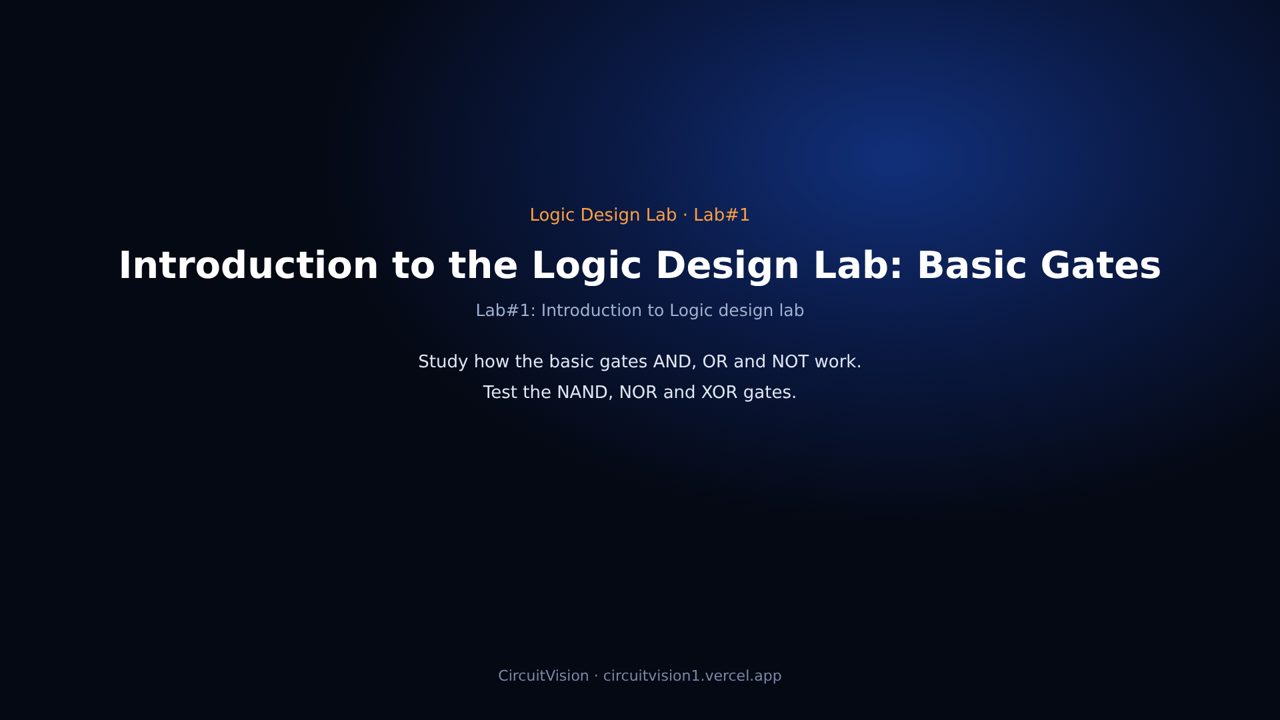 Logic Design Lab · Lab#1
Introduction to the Logic Design Lab: Basic Gates
Lab#1: Introduction to Logic design lab
Study how the basic gates AND, OR and NOT work.
Test the NAND, NOR and XOR gates.
CircuitVision · circuitvision1.vercel.app